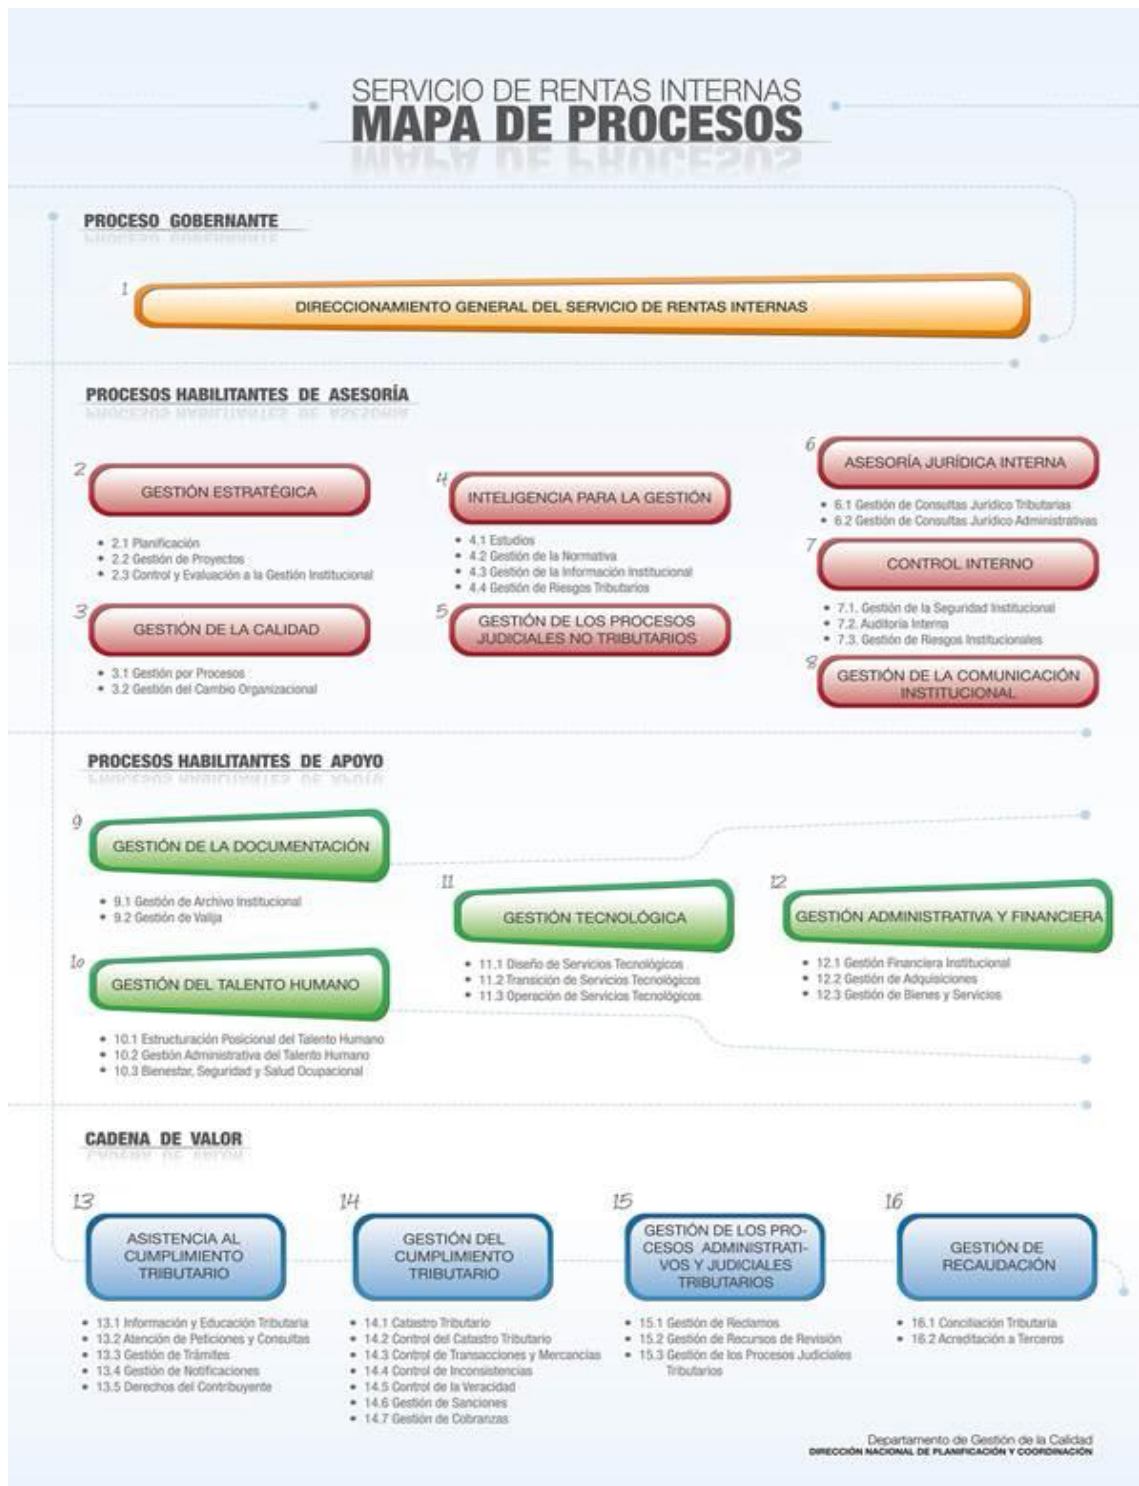 SERVICIO DE RENTAS INTERNAS
MAPA DE PROCESOS
PROCESO GOBERNANTE
1
DIRECCIONAMIENTO GENERAL DEL SERVICIO DE RENTAS INTERNAS
PROCESOS HABILITANTES DE ASESORÍA
2
GESTIÓN ESTRATÉGICA
• 2.1 Planificación
• 2.2 Gestión de Proyectos
• 2.3 Control y Evaluación a la Gestión Institucional
3
GESTIÓN DE LA CALIDAD
• 3.1 Gestión por Procesos
• 3.2 Gestión del Cambio Organizacional
4
INTELIGENCIA PARA LA GESTIÓN
• 4.1 Estudios
• 4.2 Gestión de la Normativa
• 4.3 Gestión de la Información Institucional
• 4.4 Gestión de Riesgos Tributarios
5
GESTIÓN DE LOS PROCESOS
JUDICIALES NO TRIBUTARIOS
6
ASESORÍA JURÍDICA INTERNA
• 6.1 Gestión de Consultas Jurídico Tributarias
• 6.2 Gestión de Consultas Jurídico Administrativas
7
CONTROL INTERNO
• 7.1. Gestión de la Seguridad Institucional
• 7.2. Auditoría Interna
• 7.3. Gestión de Riesgos Institucionales
8
GESTIÓN DE LA COMUNICACIÓN
INSTITUCIONAL
PROCESOS HABILITANTES DE APOYO
9
GESTIÓN DE LA DOCUMENTACIÓN
• 9.1 Gestión de Archivo Institucional
• 9.2 Gestión de Valija
10
GESTIÓN DEL TALENTO HUMANO
• 10.1 Estructuración Posicional del Talento Humano
• 10.2 Gestión Administrativa del Talento Humano
• 10.3 Bienestar, Seguridad y Salud Ocupacional
11
GESTIÓN TECNOLÓGICA
• 11.1 Diseño de Servicios Tecnológicos
• 11.2 Transición de Servicios Tecnológicos
• 11.3 Operación de Servicios Tecnológicos
12
GESTIÓN ADMINISTRATIVA Y FINANCIERA
• 12.1 Gestión Financiera Institucional
• 12.2 Gestión de Adquisiciones
• 12.3 Gestión de Bienes y Servicios
CADENA DE VALOR
13
ASISTENCIA AL
CUMPLIMIENTO
TRIBUTARIO
• 13.1 Información y Educación Tributaria
• 13.2 Atención de Peticiones y Consultas
• 13.3 Gestión de Trámites
• 13.4 Gestión de Notificaciones
• 13.5 Derechos del Contribuyente
14
GESTIÓN DEL
CUMPLIMIENTO
TRIBUTARIO
• 14.1 Catastro Tributario
• 14.2 Control del Catastro Tributario
• 14.3 Control de Transacciones y Mercancías
• 14.4 Control de Inconsistencias
• 14.5 Control de la Veracidad
• 14.6 Gestión de Sanciones
• 14.7 Gestión de Cobranzas
15
GESTIÓN DE LOS PRO-
CESOS ADMINISTRATI-
VOS Y JUDICIALES
TRIBUTARIOS
• 15.1 Gestión de Reclamos
• 15.2 Gestión de Recursos de Revisión
• 15.3 Gestión de los Procesos Judiciales
Tributarios
16
GESTIÓN DE
RECAUDACIÓN
• 16.1 Conciliación Tributaria
• 16.2 Acreditación a Terceros
Departamento de Gestión de la Calidad
DIRECCIÓN NACIONAL DE PLANIFICACIÓN Y COORDINACIÓN